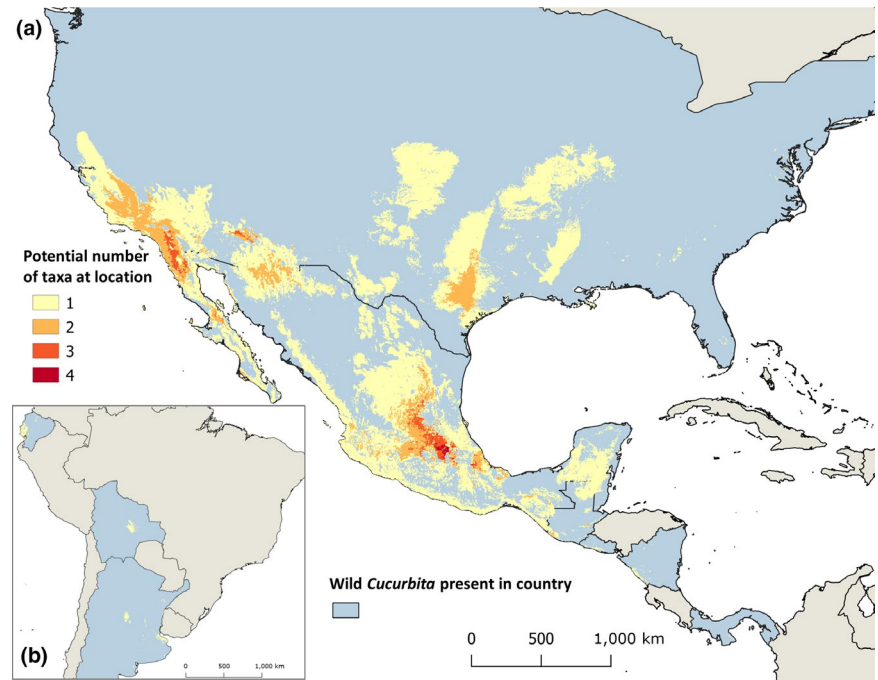 (a)
Potential number
of taxa at location
1
2
3
4
Wild Cucurbita present in country
0 500 1,000 km
(b)
0 500 1,000 km